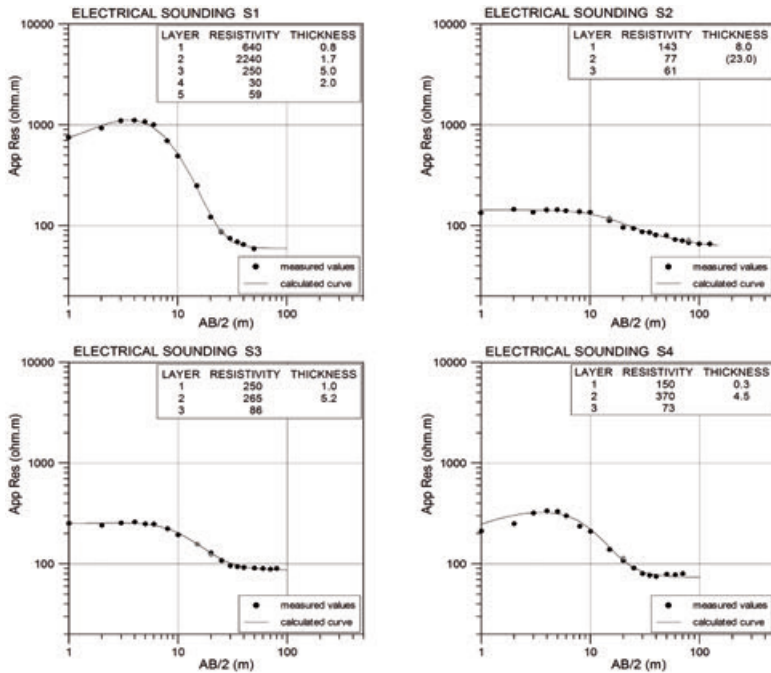 ELECTRICAL SOUNDING S1
LAYER RESISTIVITY THICKNESS
1 640 0.8
2 2240 1.7
3 250 5.0
4 30 2.0
5 59
10000
1000
100
App Res (ohm.m)
measured values
calculated curve
1 10 100
AB/2 (m)
ELECTRICAL SOUNDING S2
LAYER RESISTIVITY THICKNESS
1 143 8.0
2 77 (23.0)
3 61
10000
1000
100
App Res (ohm.m)
measured values
calculated curve
1 10 100
AB/2 (m)
ELECTRICAL SOUNDING S3
LAYER RESISTIVITY THICKNESS
1 250 1.0
2 265 5.2
3 86
10000
1000
100
App Res (ohm.m)
measured values
calculated curve
1 10 100
AB/2 (m)
ELECTRICAL SOUNDING S4
LAYER RESISTIVITY THICKNESS
1 150 0.3
2 370 4.5
3 73
10000
1000
100
App Res (ohm.m)
measured values
calculated curve
1 10 100
AB/2 (m)